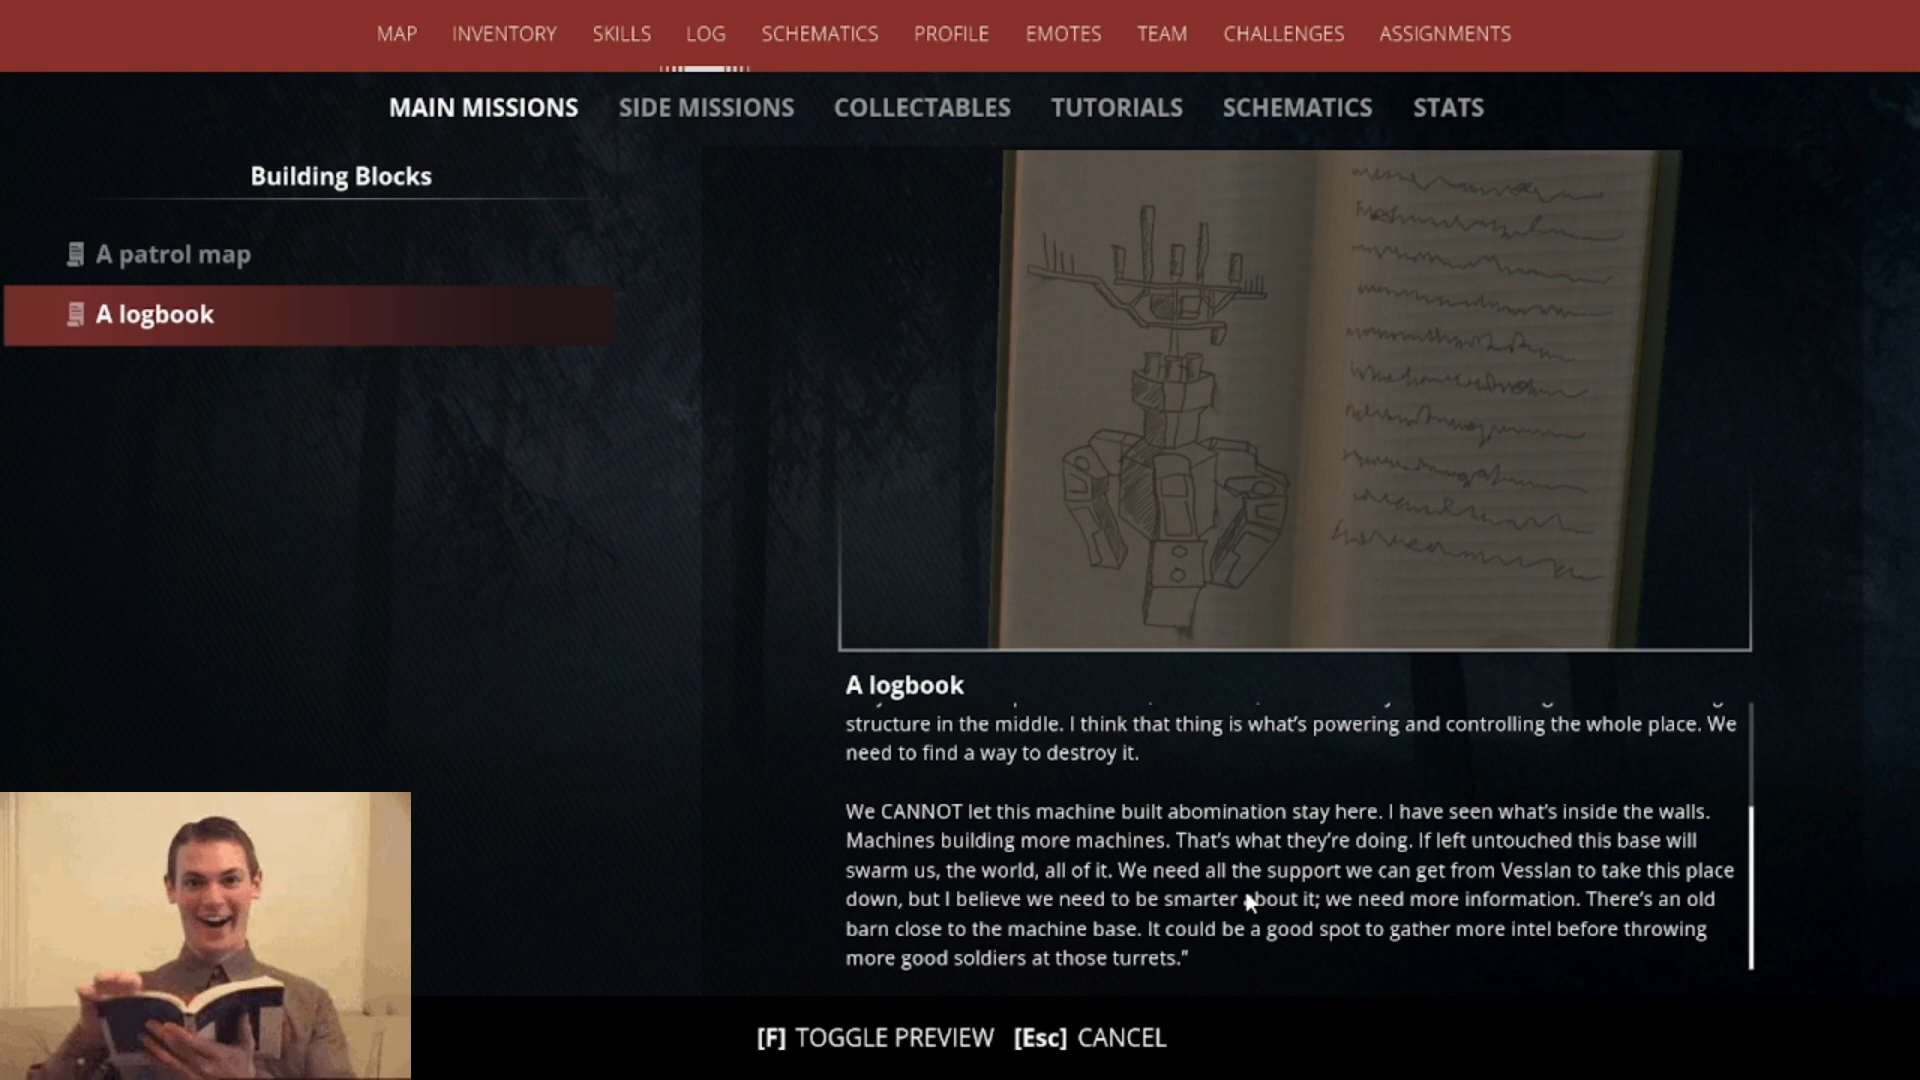 MAP INVENTORY SKILLS LOG SCHEMATICS PROFILE EMOTES TEAM CHALLENGES ASSIGNMENTS
MAIN MISSIONS SIDE MISSIONS COLLECTABLES TUTORIALS SCHEMATICS STATS
Building Blocks
A patrol map
A logbook
A logbook
structure in the middle. I think that thing is what's powering and controlling the whole place. We
need to find a way to destroy it.
We CANNOT let this machine built abomination stay here. I have seen what's inside the walls.
Machines building more machines. That's what they're doing. If left untouched this base will
swarm us, the world, all of it. We need all the support we can get from Vesslan to take this place
down, but I believe we need to be smarter about it; we need more information. There's an old
barn close to the machine base. It could be a good spot to gather more intel before throwing
more good soldiers at those turrets."
[F] TOGGLE PREVIEW [Esc] CANCEL